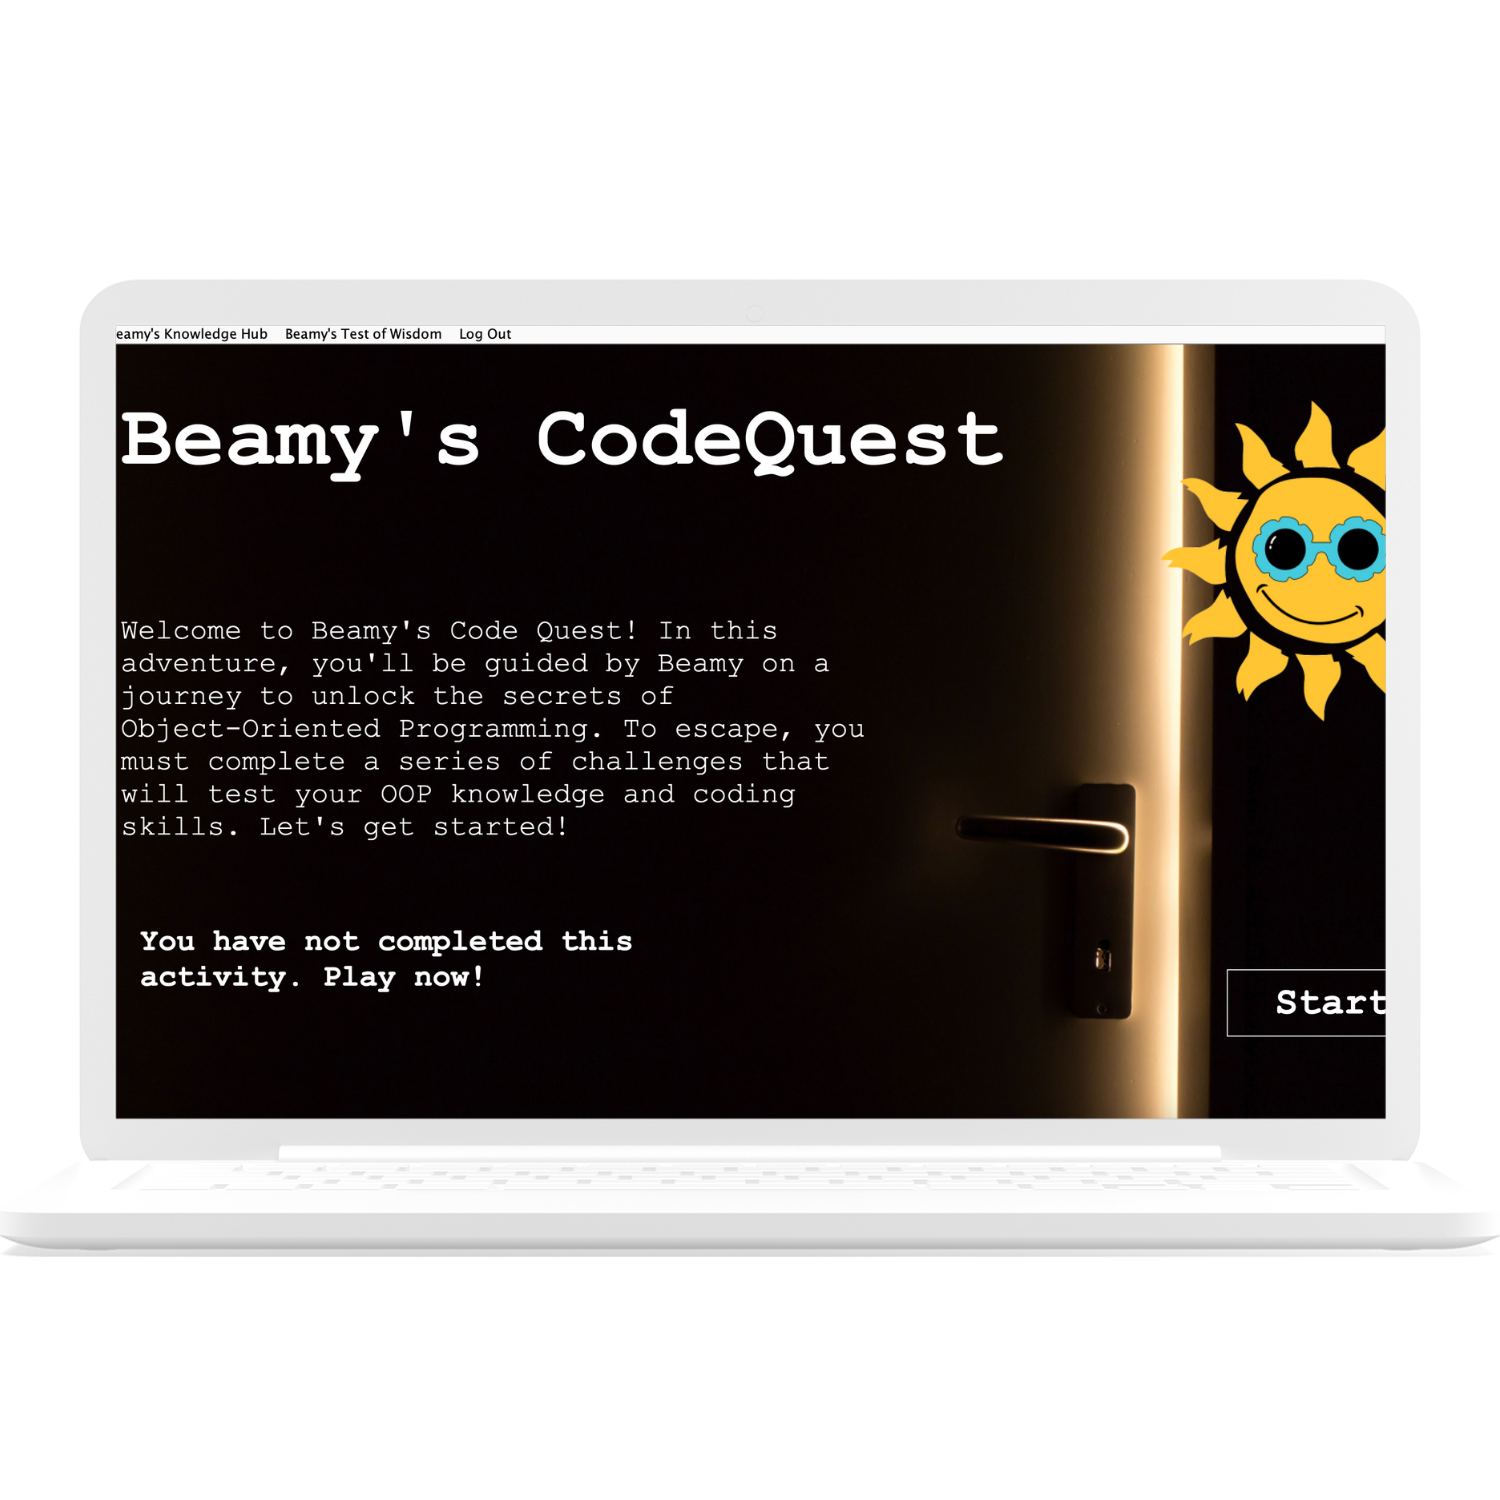 eamy's Knowledge Hub Beamy's Test of Wisdom Log Out
Beamy's CodeQuest
Welcome to Beamy's Code Quest! In this
adventure, you'll be guided by Beamy on a
journey to unlock the secrets of
Object-Oriented Programming. To escape, you
must complete a series of challenges that
will test your OOP knowledge and coding
skills. Let's get started!
You have not completed this
activity. Play now!
Start